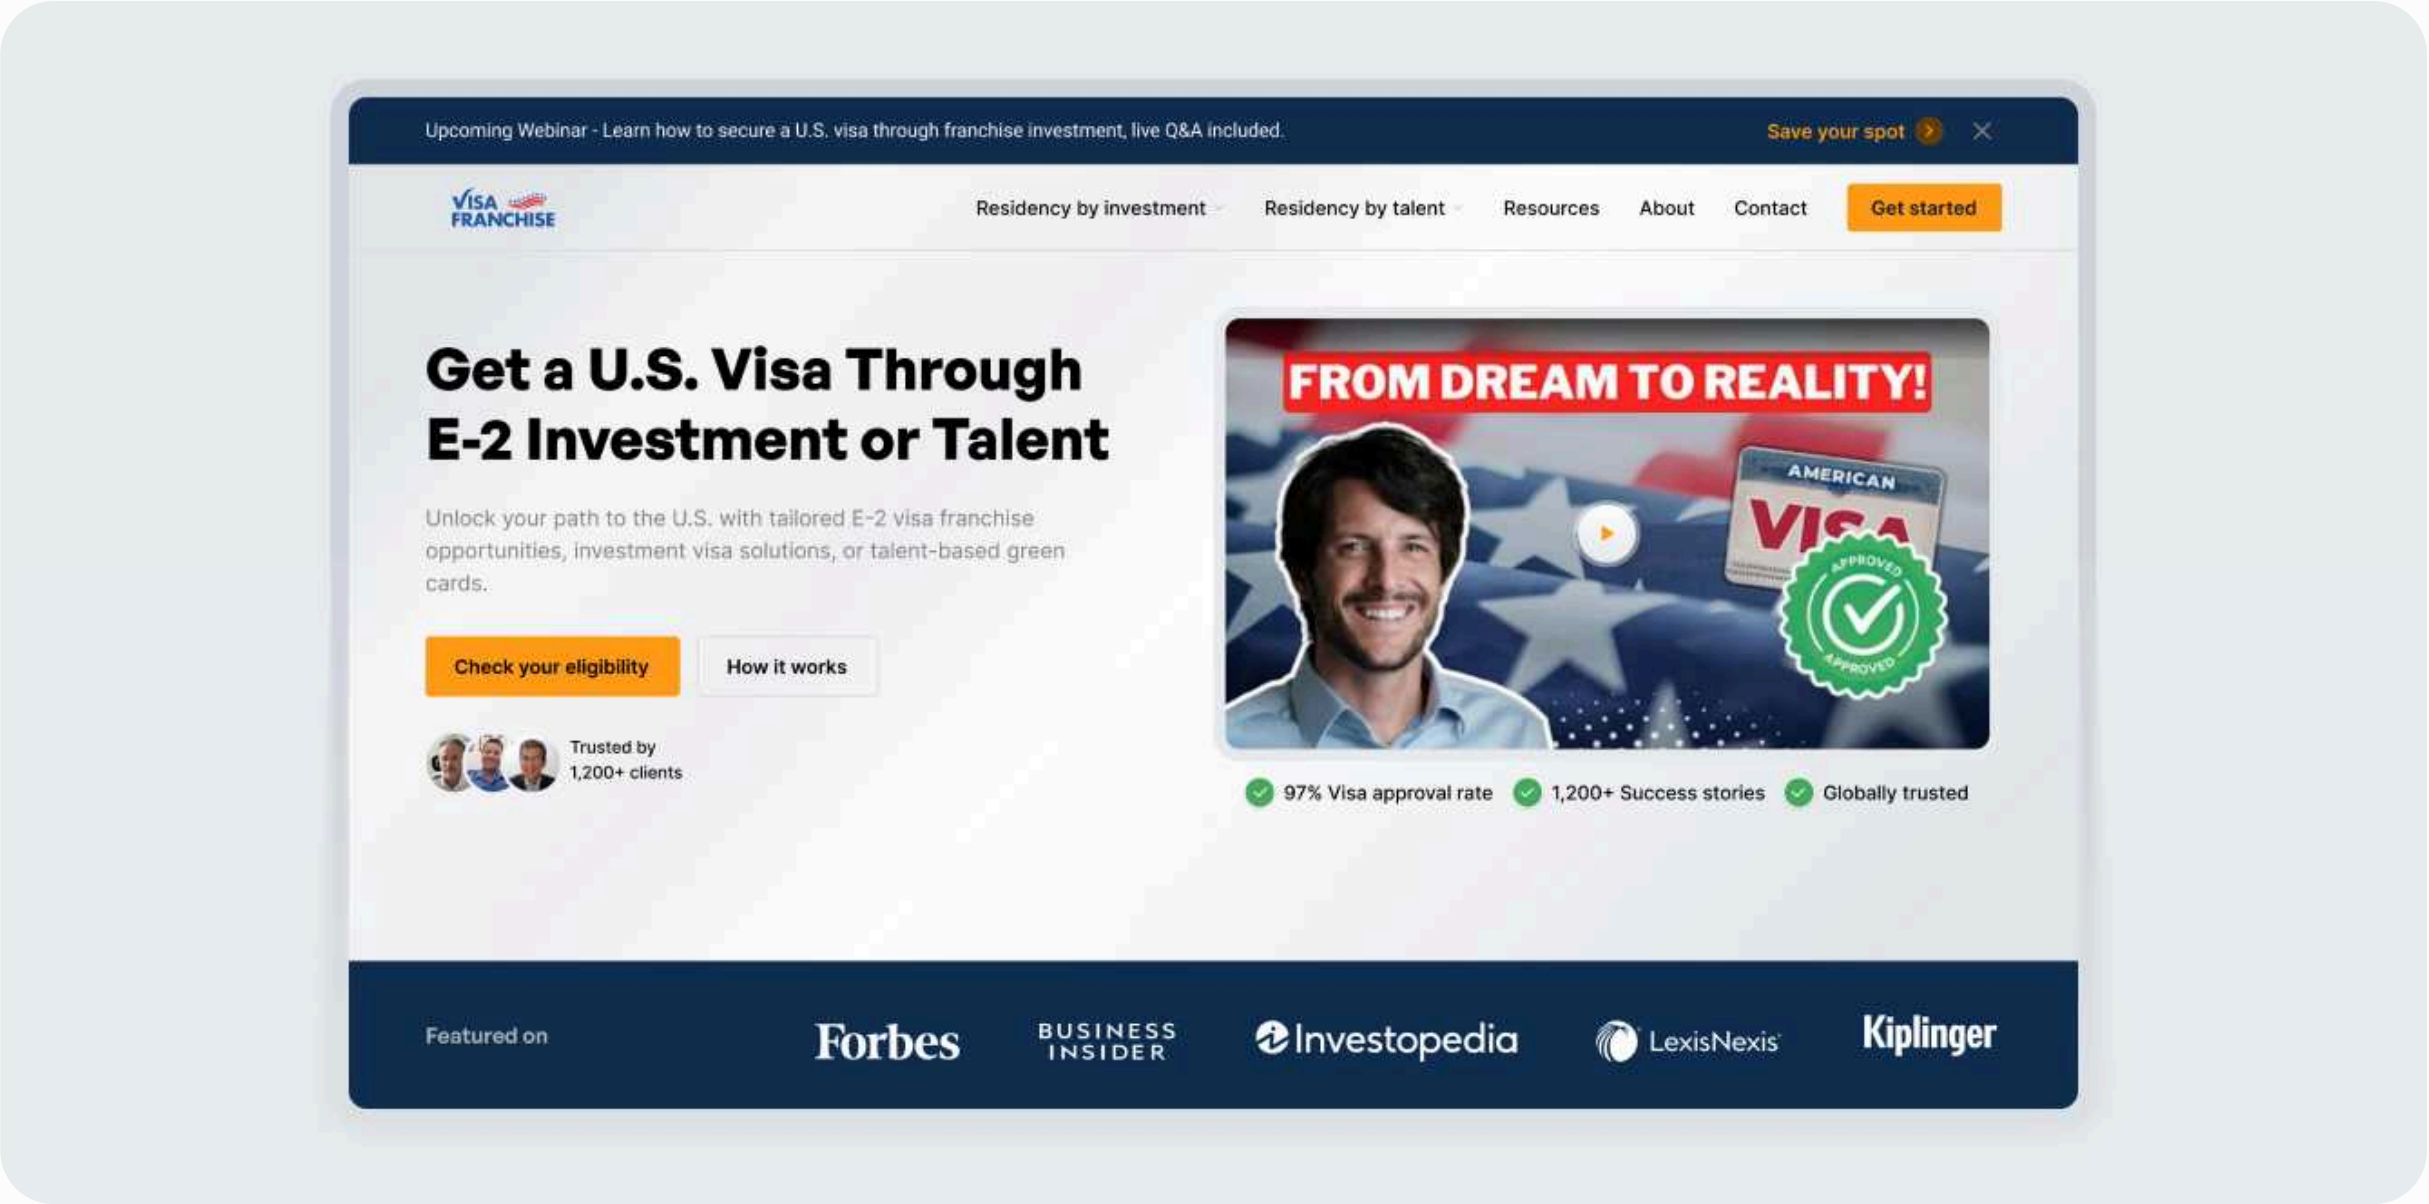 Upcoming Webinar - Learn how to secure a U.S. visa through franchise investment, live Q&A included.
Save your spot
VISA
FRANCHISE
Residency by investment
Residency by talent
Resources
About
Contact
Get started
Get a U.S. Visa Through
E-2 Investment or Talent
Unlock your path to the U.S. with tailored E-2 visa franchise
opportunities, investment visa solutions, or talent-based green
cards.
Check your eligibility
How it works
Trusted by
1,200+ clients
FROM DREAM TO REALITY!
AMERICAN
VISA
APPROVED
APPROVED
97% Visa approval rate
1,200+ Success stories
Globally trusted
Featured on
Forbes
BUSINESS
INSIDER
Investopedia
LexisNexis
Kiplinger